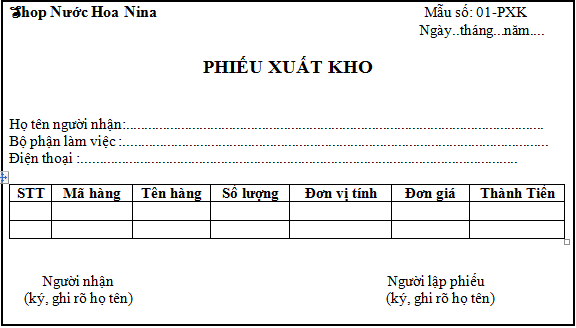 Shop Nước Hoa Nina Mẫu số: 01-PXK
Ngày..tháng...năm....
PHIẾU XUẤT KHO
Họ tên người nhận:...............................................................................................................
Bộ phận làm việc :.................................................................................................................
Điện thoại :....................................................................................................................
STT Mã hàng Tên hàng Số lượng Đơn vị tính Đơn giá Thành Tiền
Người nhận Người lập phiếu
(ký, ghi rõ họ tên) (ký, ghi rõ họ tên)